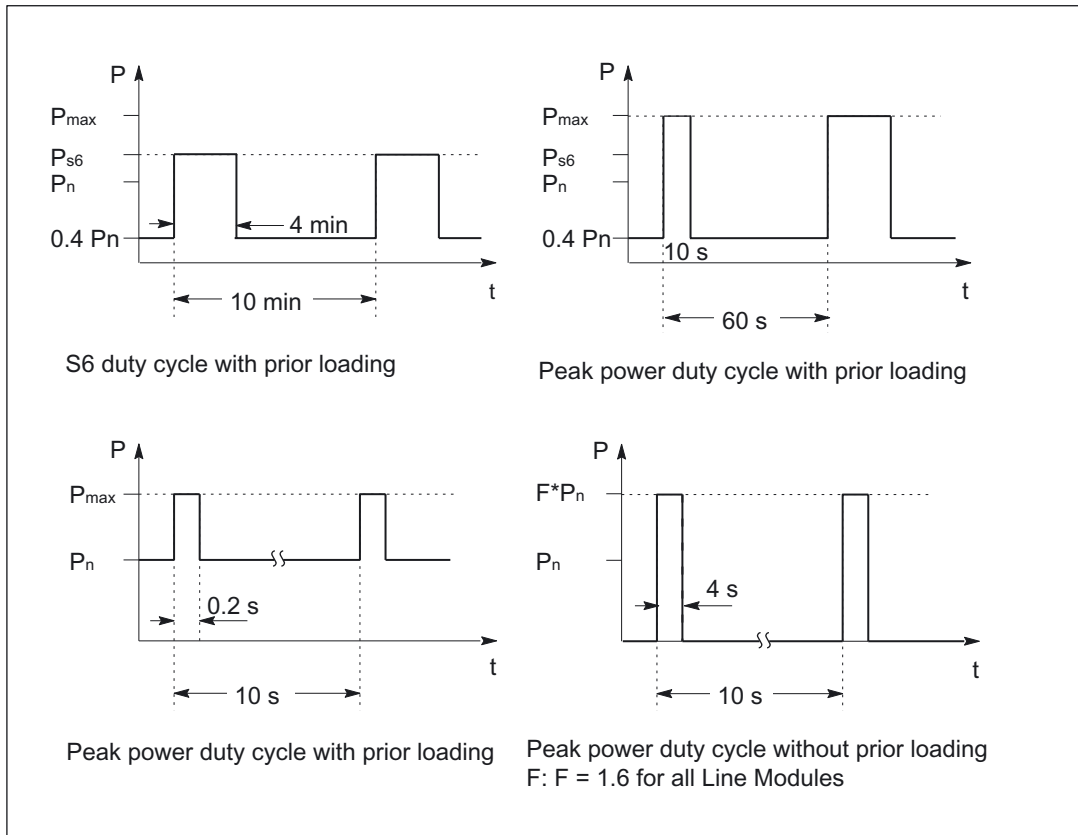 P
Pmax
Ps6
Pn
0.4 Pn
4 min
10 min
t
S6 duty cycle with prior loading
P
Pmax
Ps6
Pn
0.4 Pn
10 s
60 s
t
Peak power duty cycle with prior loading
P
Pmax
Pn
0.2 s
10 s
t
Peak power duty cycle with prior loading
P
F*Pn
Pn
4 s
10 s
t
Peak power duty cycle without prior loading
F: F = 1.6 for all Line Modules